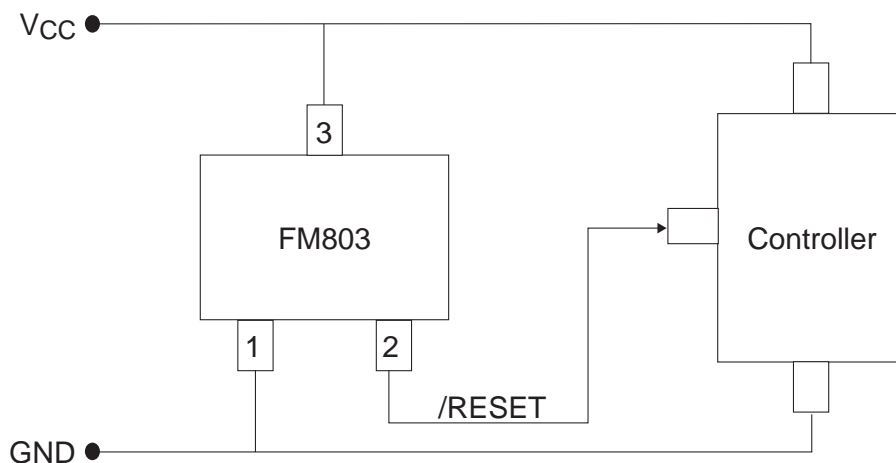 VCC
3
FM803
Controller
1
2
/RESET
GND